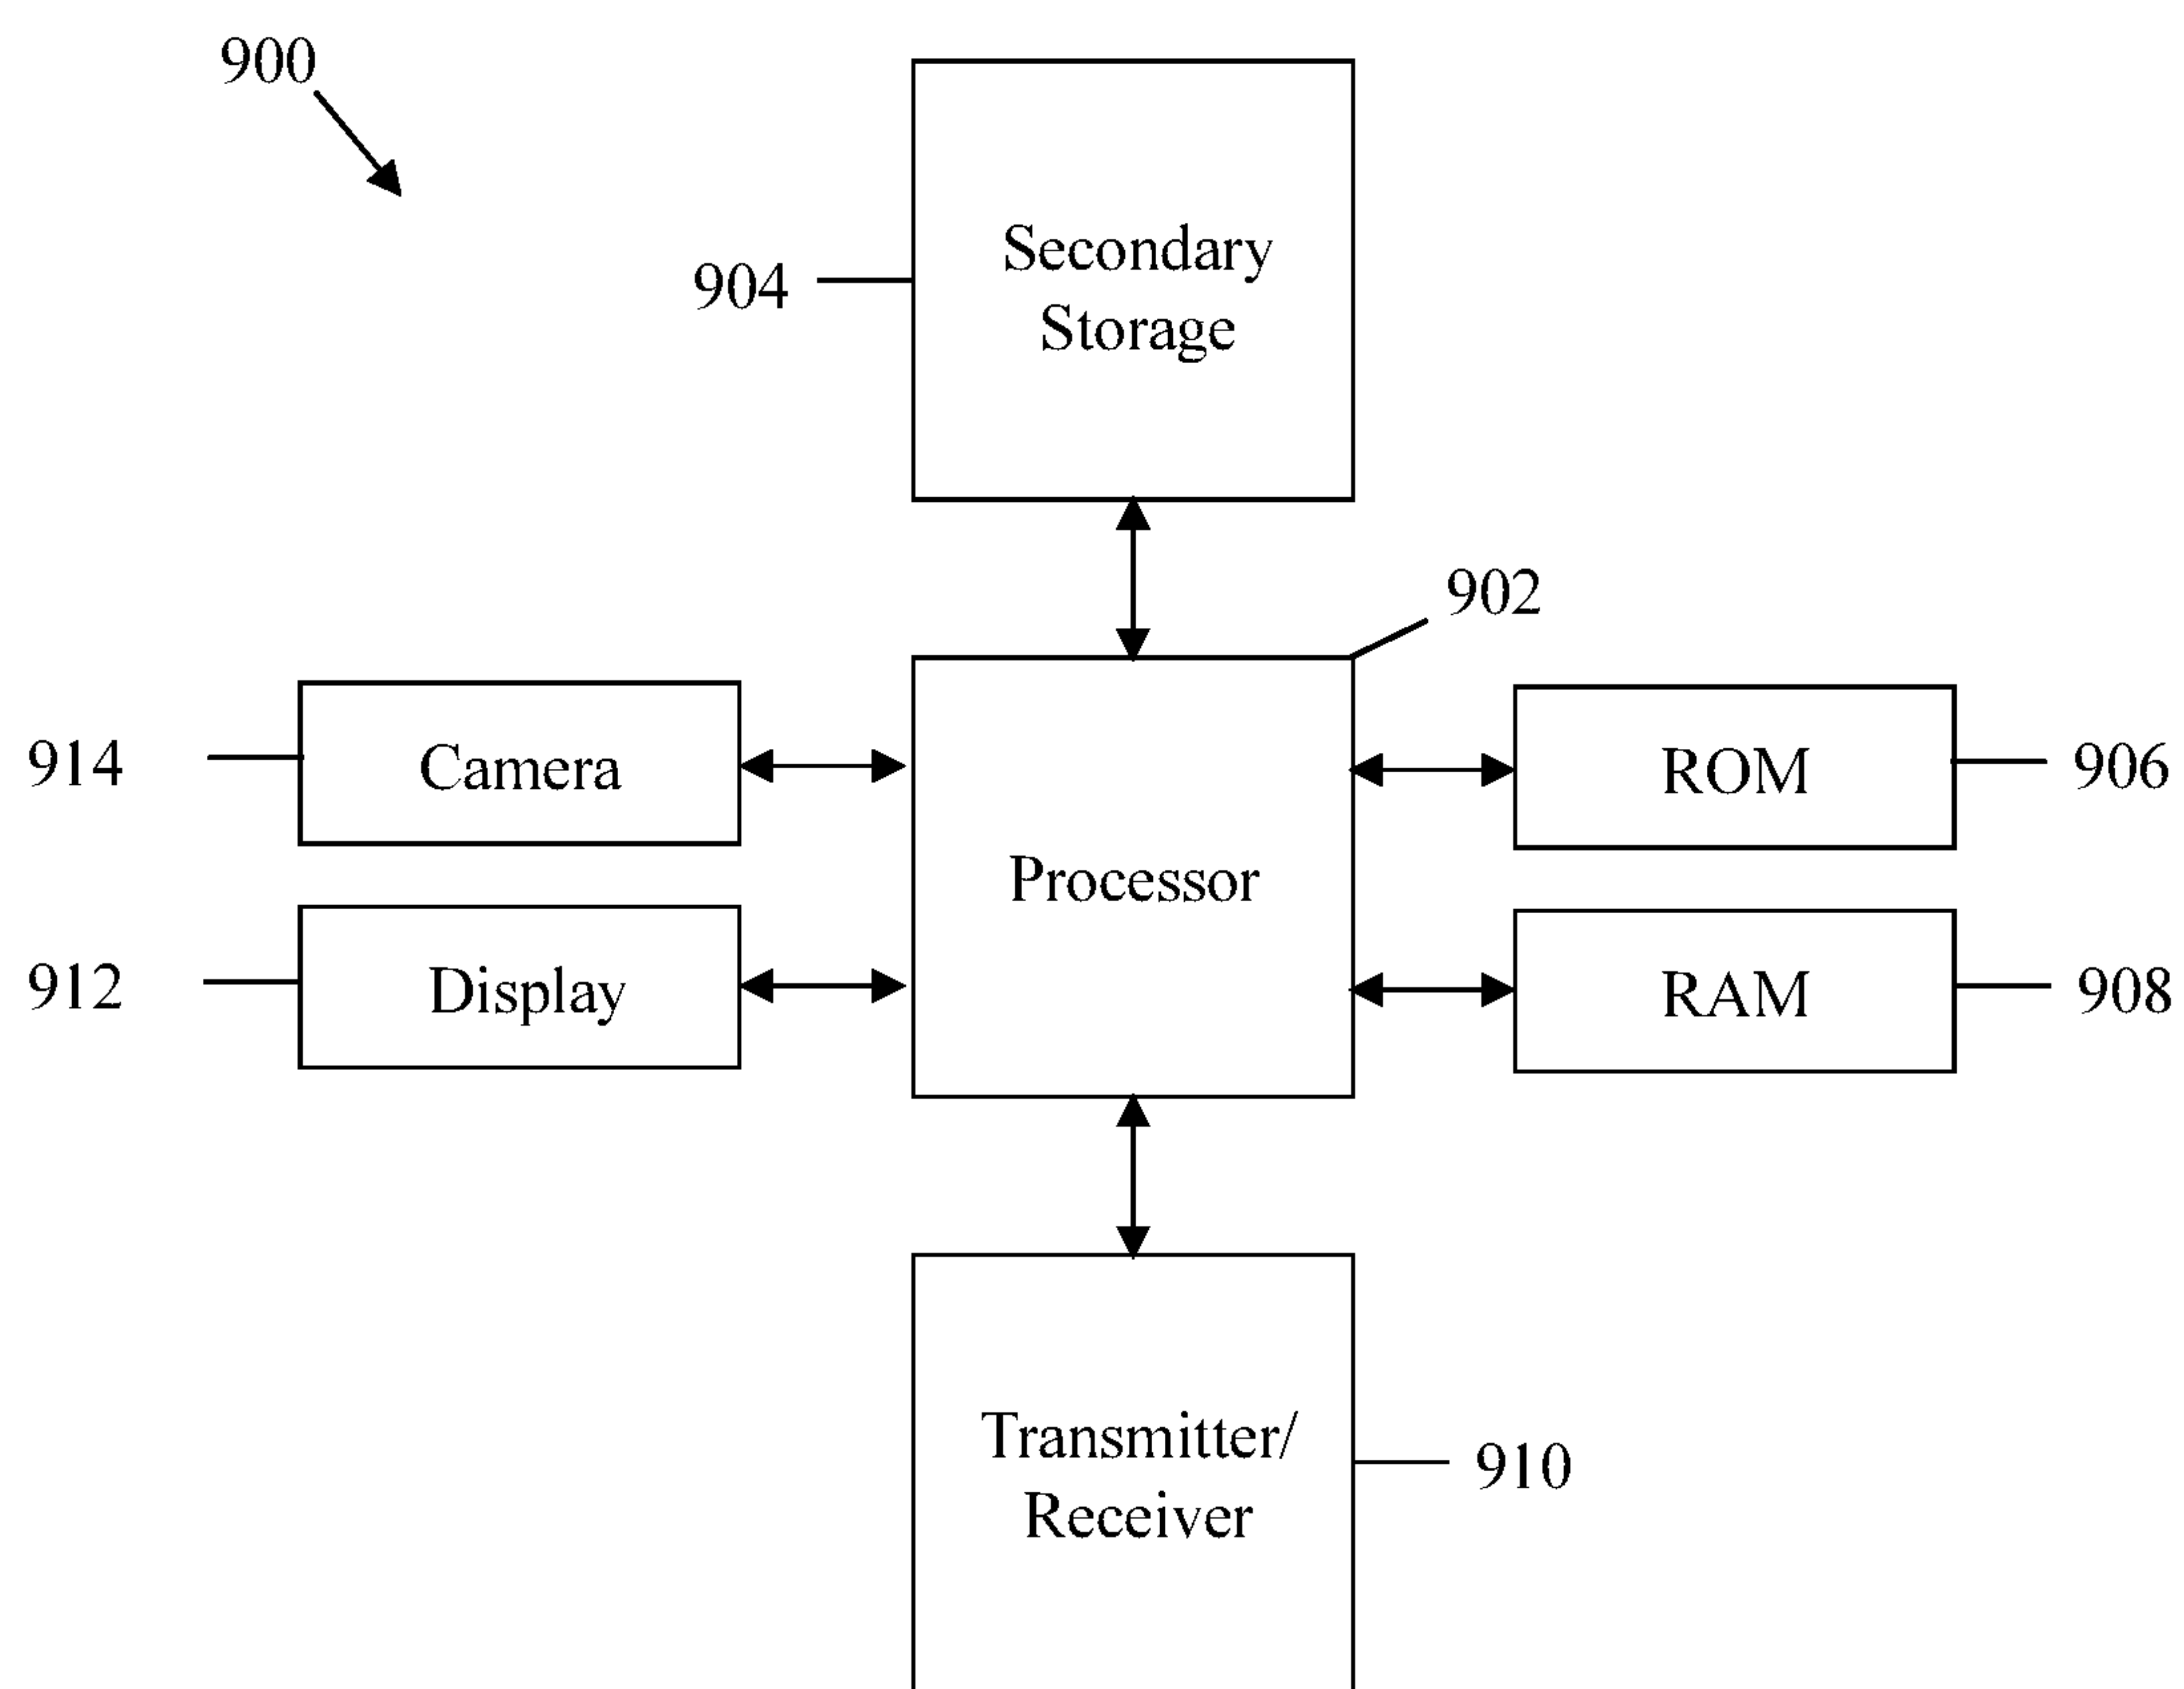 900
Secondary
Storage
904
902
914
Camera
ROM
906
Processor
912
Display
RAM
908
Transmitter/
Receiver
910